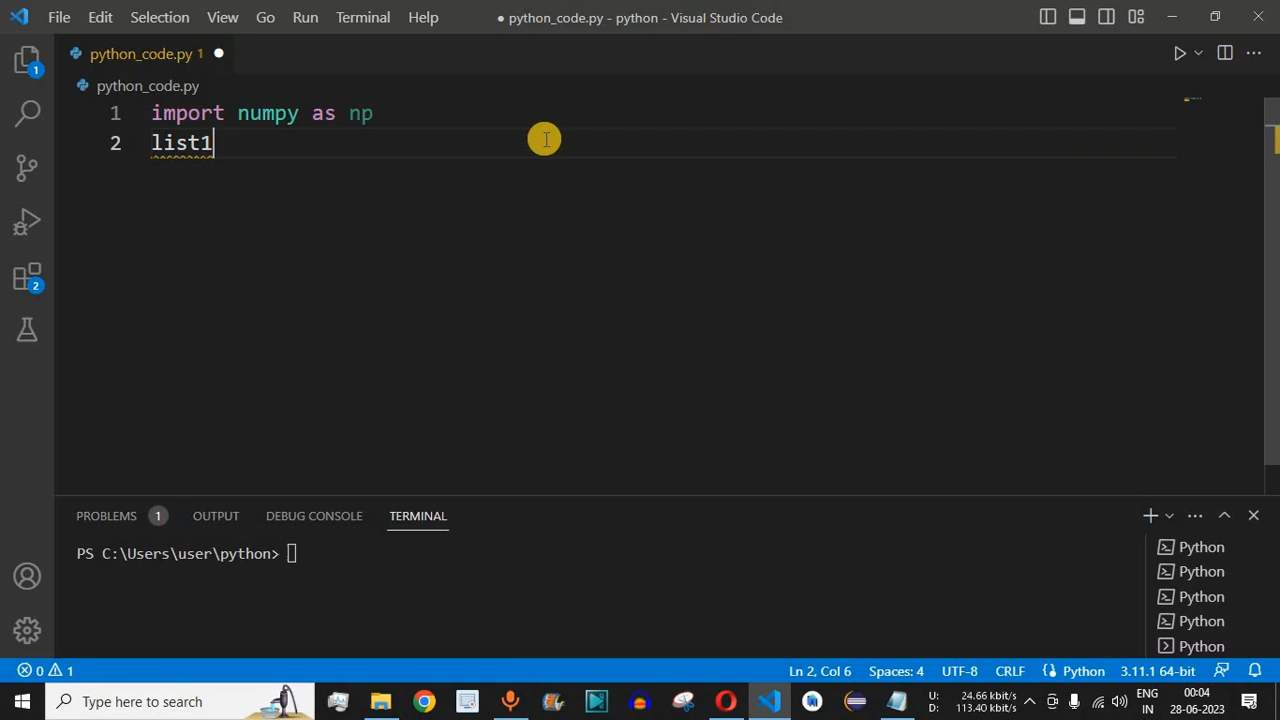 File Edit Selection View Go Run Terminal Help
● python_code.py - python - Visual Studio Code
python_code.py 1
python_code.py
1 import numpy as np
2 list1
PROBLEMS 1 OUTPUT DEBUG CONSOLE TERMINAL
PS C:\Users\user\python>
Python
Python
Python
Python
Python
1
2
0 1 Ln 2, Col 6 Spaces: 4 UTF-8 CRLF Python 3.11.1 64-bit
Type here to search
U: 24.66 kbit/s
D: 113.40 kbit/s
ENG
IN
00:04
28-06-2023